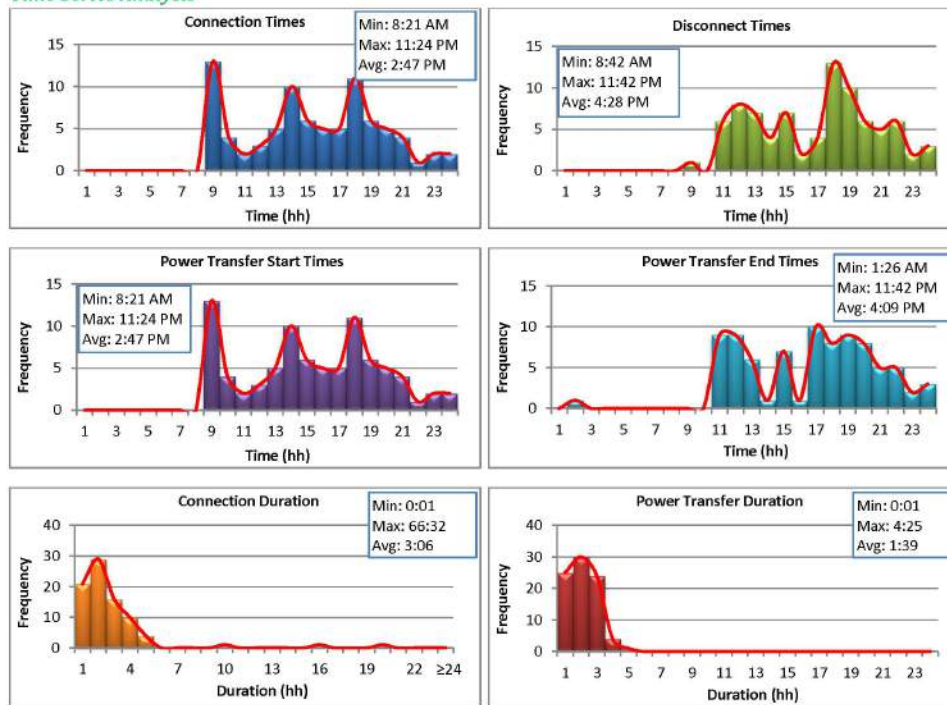 Connection Times
Min: 8:21 AM
Max: 11:24 PM
Avg: 2:47 PM
Frequency
15
10
5
0
1 3 5 7 9 11 13 15 17 19 21 23
Time (hh)
Disconnect Times
Min: 8:42 AM
Max: 11:42 PM
Avg: 4:28 PM
Frequency
15
10
5
0
1 3 5 7 9 11 13 15 17 19 21 23
Time (hh)
Power Transfer Start Times
Min: 8:21 AM
Max: 11:24 PM
Avg: 2:47 PM
Frequency
15
10
5
0
1 3 5 7 9 11 13 15 17 19 21 23
Time (hh)
Power Transfer End Times
Min: 1:26 AM
Max: 11:42 PM
Avg: 4:09 PM
Frequency
15
10
5
0
1 3 5 7 9 11 13 15 17 19 21 23
Time (hh)
Connection Duration
Min: 0:01
Max: 66:32
Avg: 3:06
Frequency
40
30
20
10
0
1 4 7 10 13 16 19 22 ≥24
Duration (hh)
Power Transfer Duration
Min: 0:01
Max: 4:25
Avg: 1:39
Frequency
40
30
20
10
0
1 3 5 7 9 11 13 15 17 19 21 23
Duration (hh)